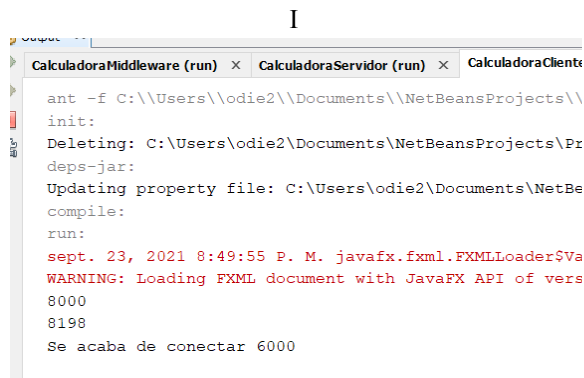 I
Output
CalculadoraMiddleware (run) × CalculadoraServidor (run) × CalculadoraCliente
ant -f C:\\Users\\odie2\\Documents\\NetBeansProjects\\
init:
Deleting: C:\Users\odie2\Documents\NetBeansProjects\Pr
deps-jar:
Updating property file: C:\Users\odie2\Documents\NetBe
compile:
run:
sept. 23, 2021 8:49:55 P. M. javafx.fxml.FXMLLoader$Va
WARNING: Loading FXML document with JavaFX API of vers
8000
8198
Se acaba de conectar 6000